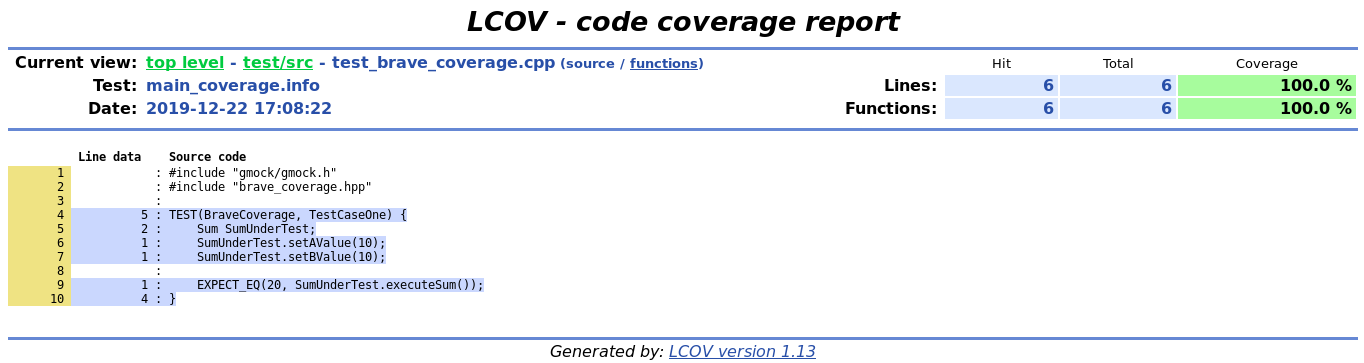 LCOV - code coverage report
Current view: top level - test/src - test_brave_coverage.cpp (source / functions) Hit Total Coverage
Test: main_coverage.info Lines: 6 6 100.0 %
Date: 2019-12-22 17:08:22 Functions: 6 6 100.0 %
Line data : Source code
1 : #include "gmock/gmock.h"
2 : #include "brave_coverage.hpp"
3 :
4 5 : TEST(BraveCoverage, TestCaseOne) {
5 2 : Sum SumUnderTest;
6 1 : SumUnderTest.setAValue(10);
7 1 : SumUnderTest.setBValue(10);
8 :
9 1 : EXPECT_EQ(20, SumUnderTest.executeSum());
10 4 : }
Generated by: LCOV version 1.13